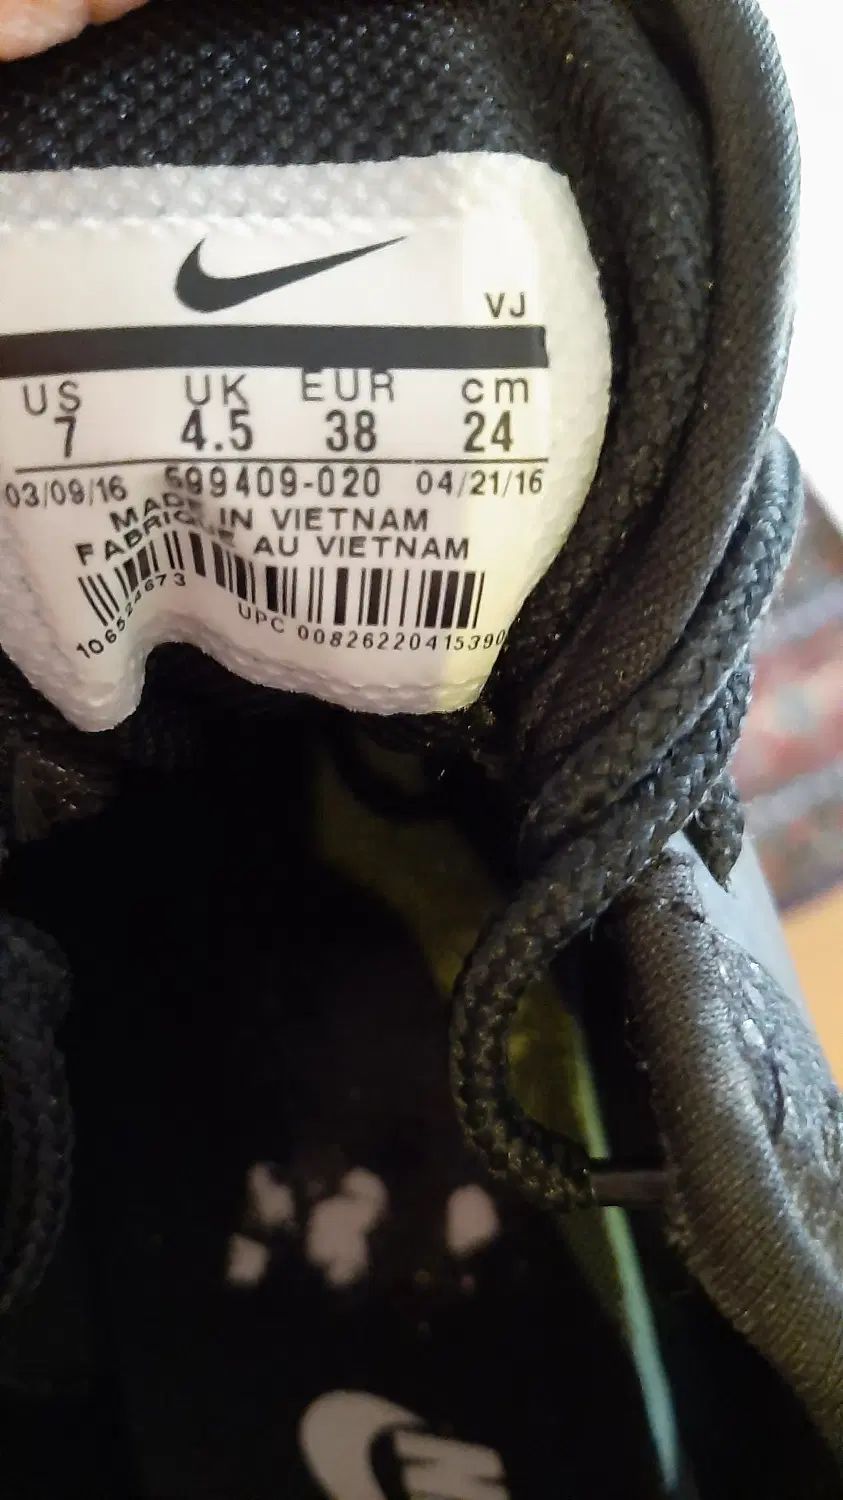 VJ
US UK EUR cm
7 4.5 38 24
03/09/16 599409-020 04/21/16
MADE IN VIETNAM
FABRIQUE AU VIETNAM
UPC 00826220415390